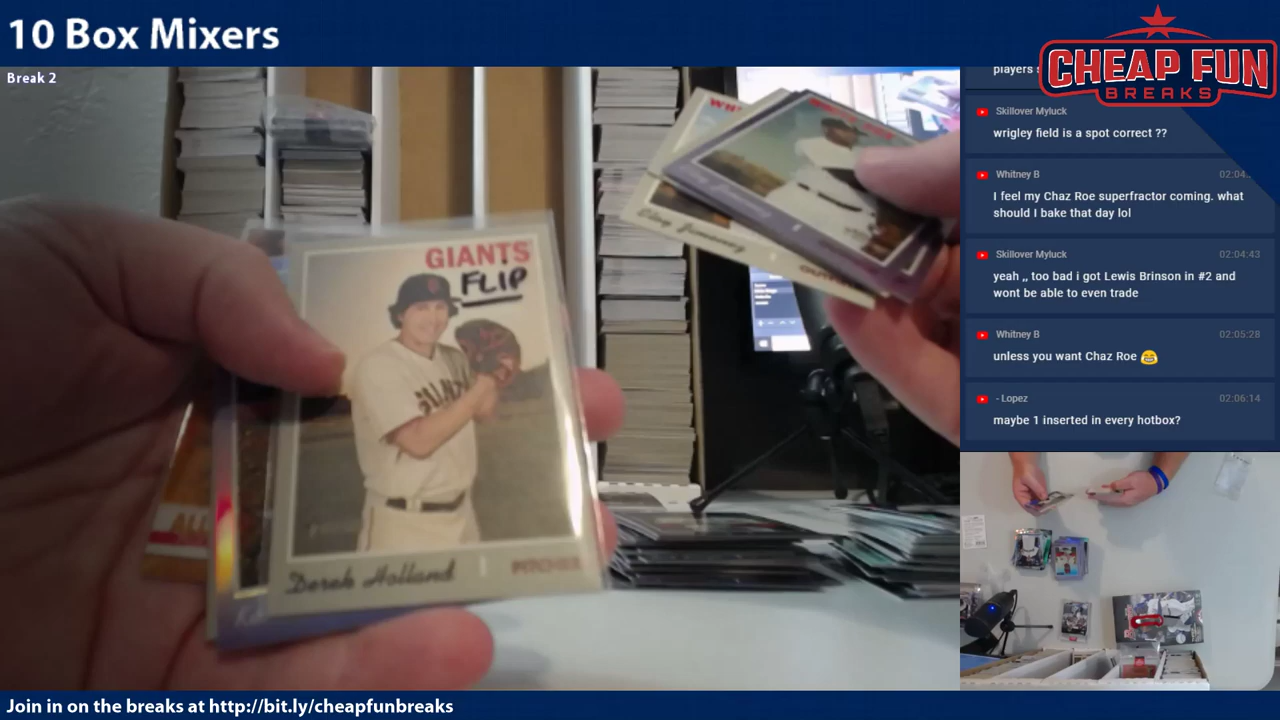 10 Box Mixers
Break 2
CHEAP FUN
BREAKS
players
Skillover Myluck
wrigley field is a spot correct ??
Whitney B 02:04
I feel my Chaz Roe superfractor coming. what
should I bake that day lol
Skillover Myluck 02:04:43
yeah ,, too bad i got Lewis Brinson in #2 and
wont be able to even trade
Whitney B 02:05:28
unless you want Chaz Roe 😂
- Lopez 02:06:14
maybe 1 inserted in every hotbox?
GIANTS
FLIP
Derek Holland PITCHER
Join in on the breaks at http://bit.ly/cheapfunbreaks